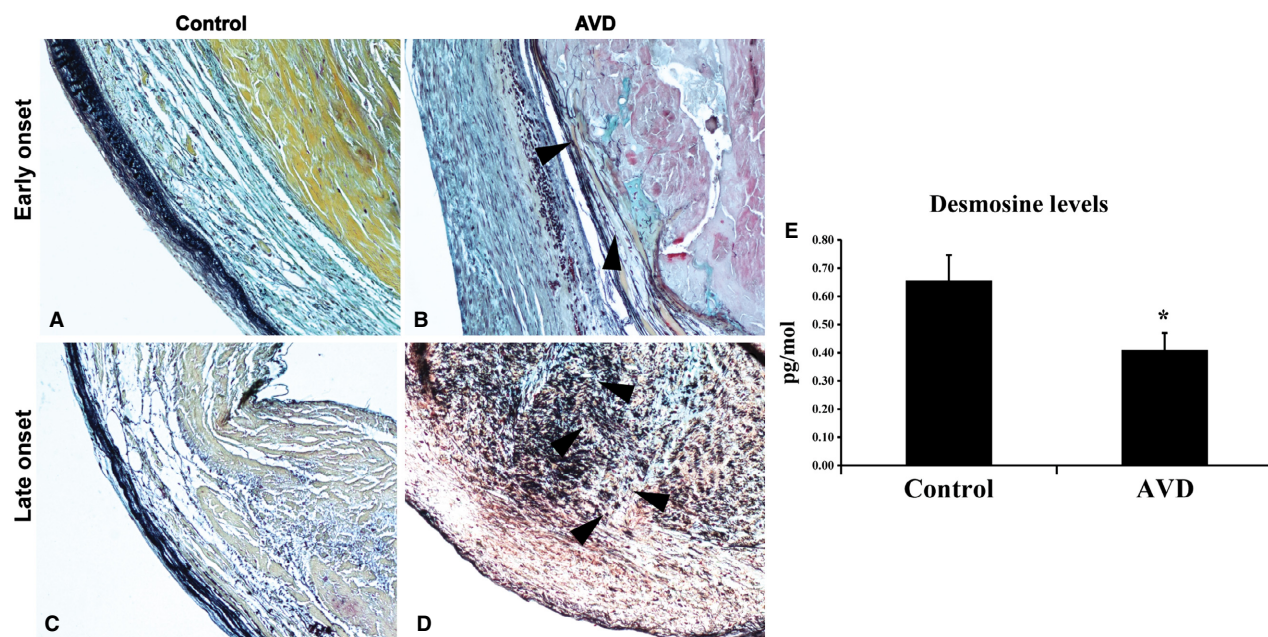 Control
AVD
Early onset
A
B
Late onset
C
D
E
Desmosine levels
pg/mol
0.80
0.70
0.60
0.50
0.40
0.30
0.20
0.10
0.00
*
Control
AVD